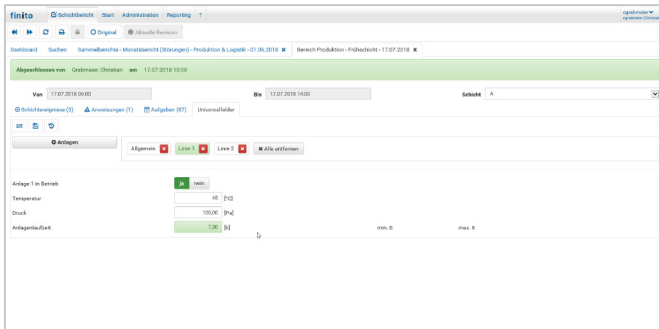 finito Schichtbericht Start Administration Reporting ? cgrabmaier
Original Aktuelle Revision
Dashboard Suchen Sammelberichte - Monatsbericht (Störungen) - Produktion & Logistik - 01.06.2018 Bereich Produktion - Frühschicht - 17.07.2018
Abgeschlossen von Grabmaier, Christian am 17.07.2018 10:26
Von 17.07.2018 06:00 Bis 17.07.2018 14:00 Schicht A
Schichtereignisse (3) Anweisungen (1) Aufgaben (87) Universalfelder
Anlagen
Allgemein Linie 1 Linie 2 Alle entfernen
Anlage 1 in Betrieb ja nein
Temperatur 45 [°C]
Druck 100,00 [Pa]
Anlagenlaufzeit 7,50 [h] min. 0 max. 8